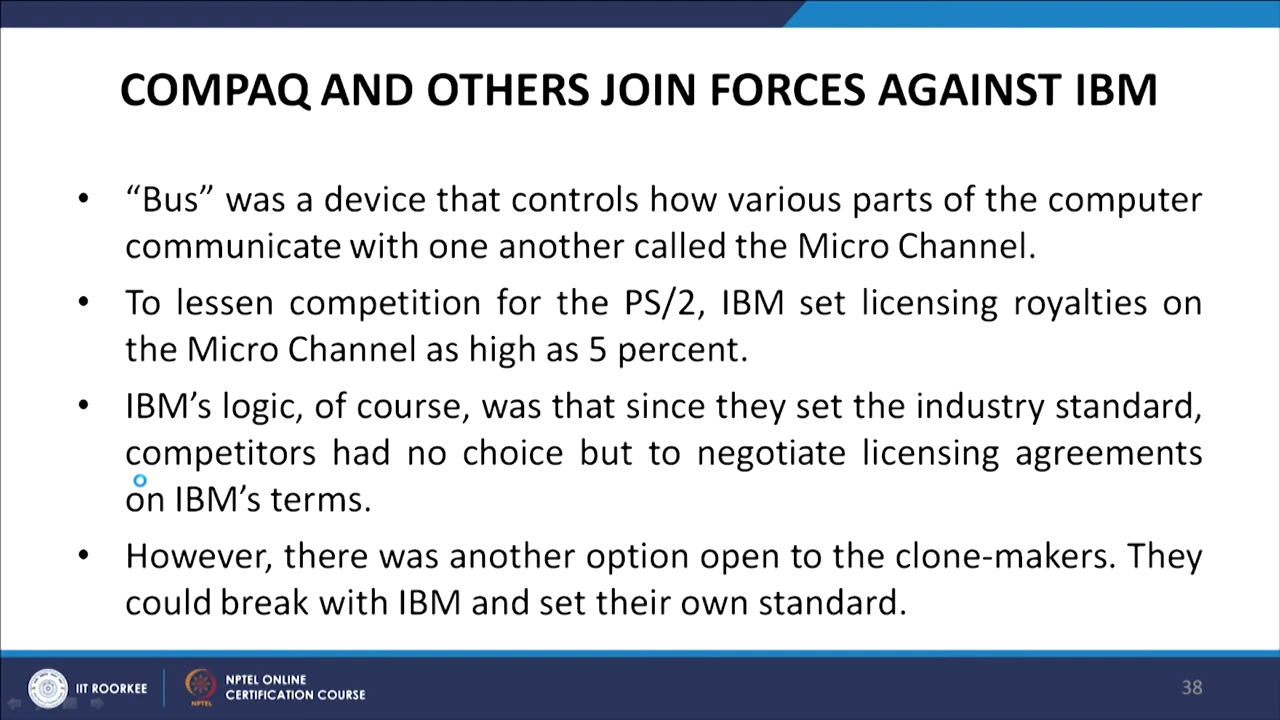 COMPAQ AND OTHERS JOIN FORCES AGAINST IBM
• “Bus” was a device that controls how various parts of the computer
communicate with one another called the Micro Channel.
• To lessen competition for the PS/2, IBM set licensing royalties on
the Micro Channel as high as 5 percent.
• IBM’s logic, of course, was that since they set the industry standard,
competitors had no choice but to negotiate licensing agreements
on IBM’s terms.
• However, there was another option open to the clone-makers. They
could break with IBM and set their own standard.
IIT ROORKEE
NPTEL
NPTEL ONLINE
CERTIFICATION COURSE
38